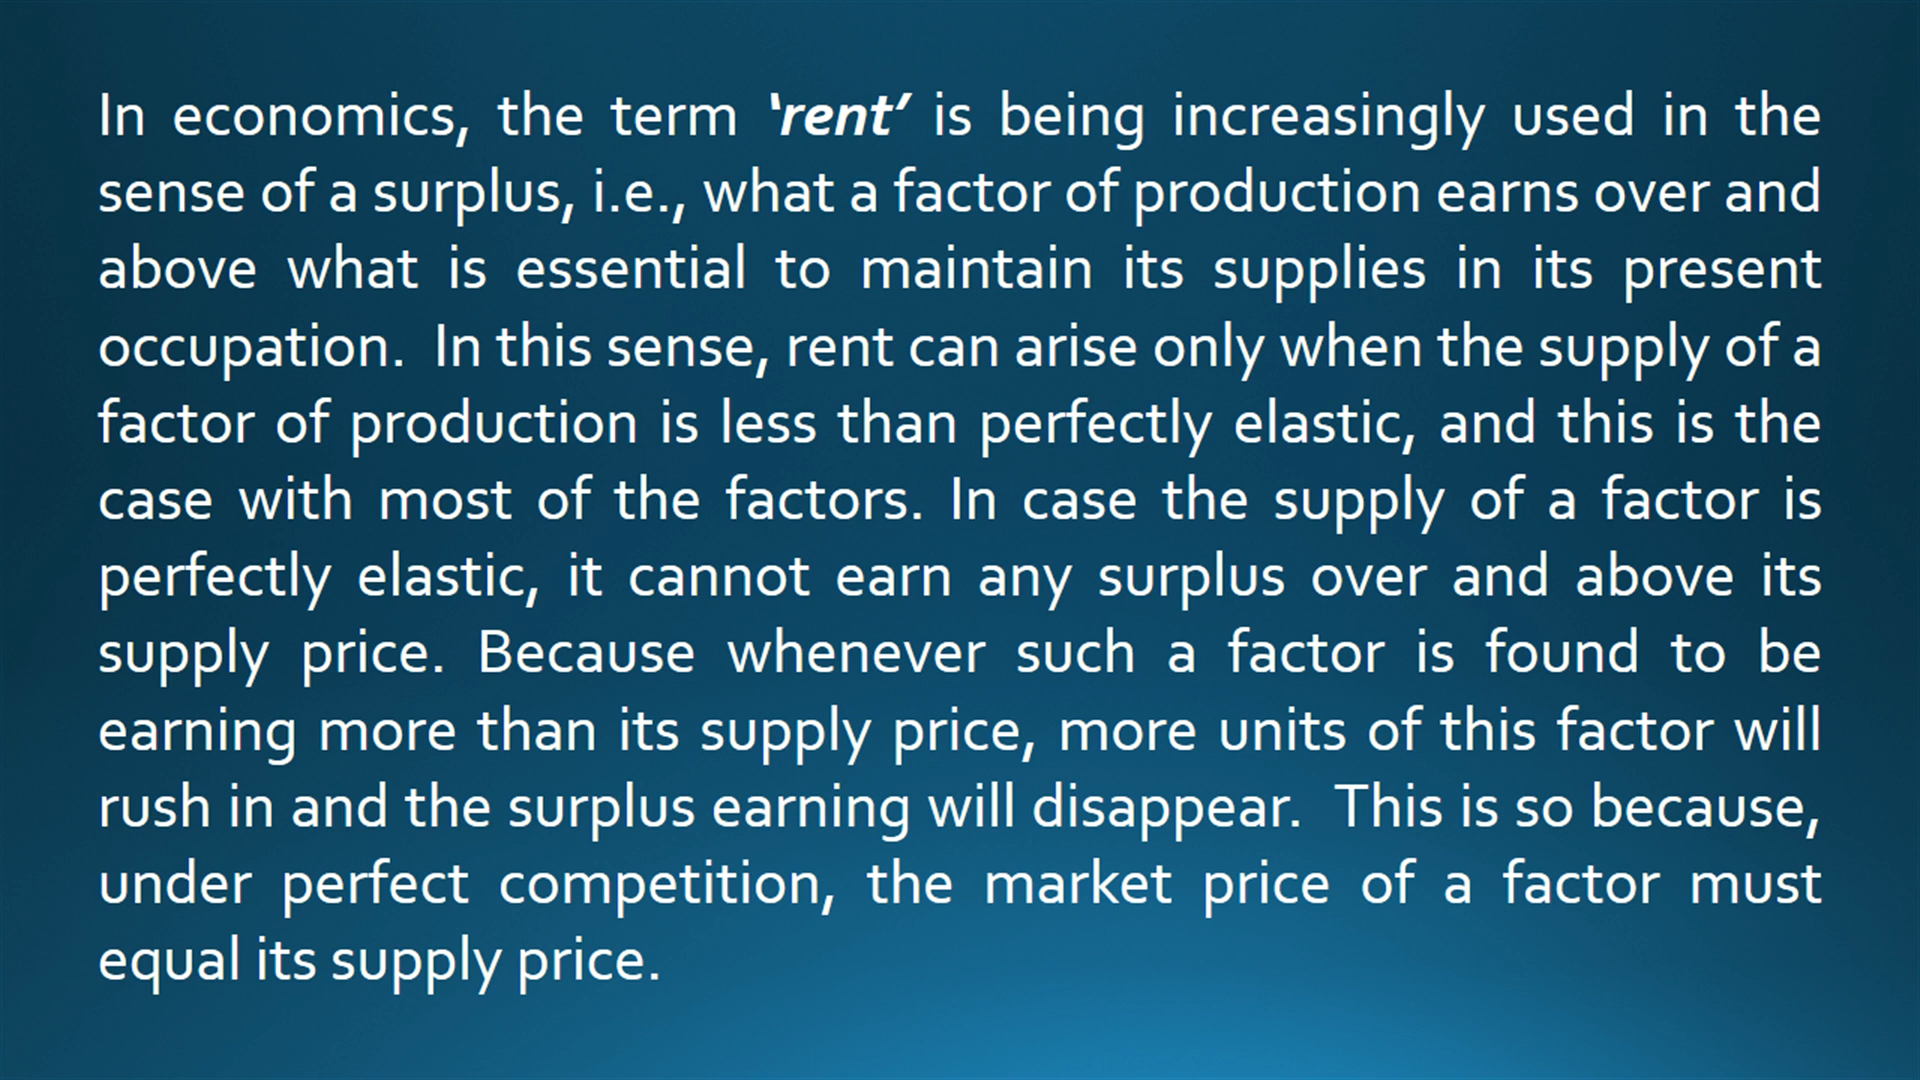 In economics, the term ‘rent’ is being increasingly used in the
sense of a surplus, i.e., what a factor of production earns over and
above what is essential to maintain its supplies in its present
occupation.  In this sense, rent can arise only when the supply of a
factor of production is less than perfectly elastic, and this is the
case with most of the factors. In case the supply of a factor is
perfectly elastic, it cannot earn any surplus over and above its
supply price. Because whenever such a factor is found to be
earning more than its supply price, more units of this factor will
rush in and the surplus earning will disappear.  This is so because,
under perfect competition, the market price of a factor must
equal its supply price.